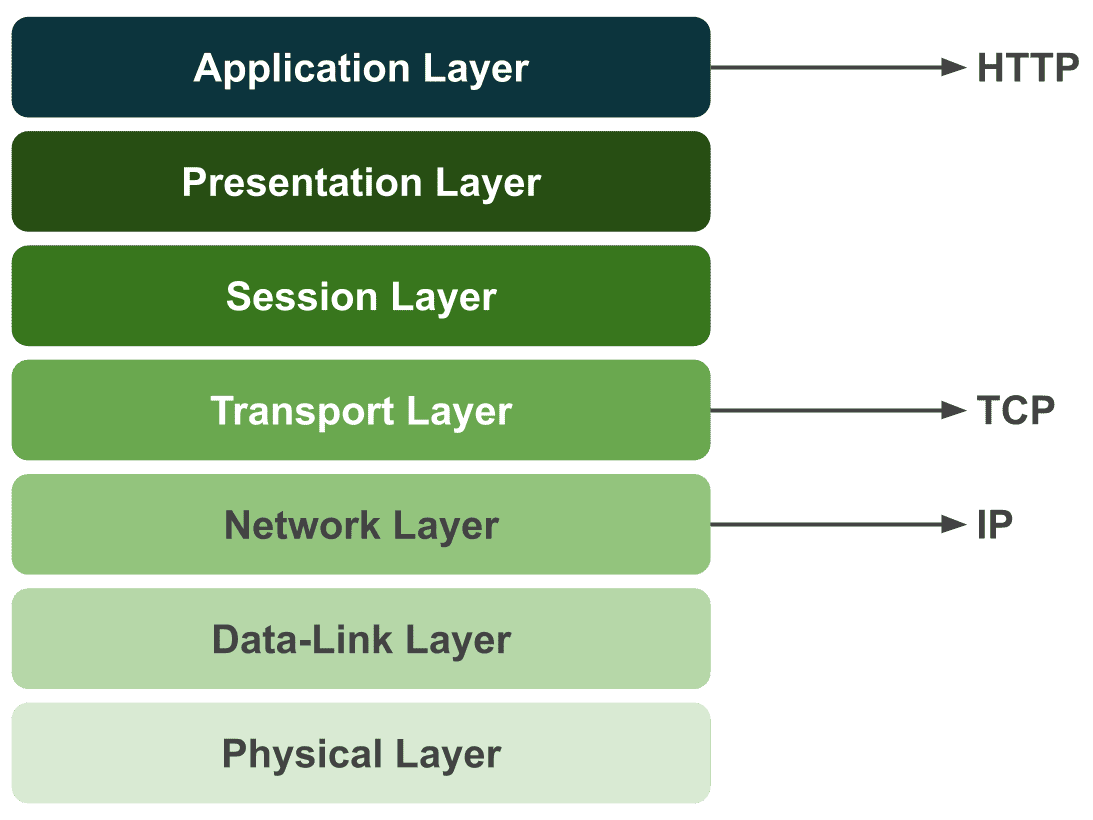 Application Layer
HTTP
Presentation Layer
Session Layer
Transport Layer
TCP
Network Layer
IP
Data-Link Layer
Physical Layer